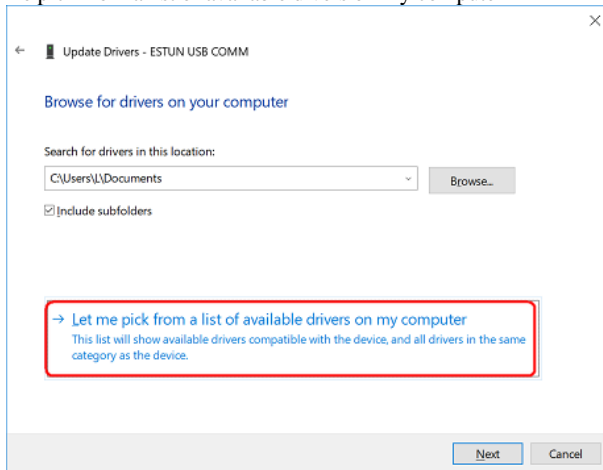 Update Drivers - ESTUN USB COMM
Browse for drivers on your computer
Search for drivers in this location:
C:\Users\L\Documents
Browse...
Include subfolders
→ Let me pick from a list of available drivers on my computer
This list will show available drivers compatible with the device, and all drivers in the same
category as the device.
Next
Cancel